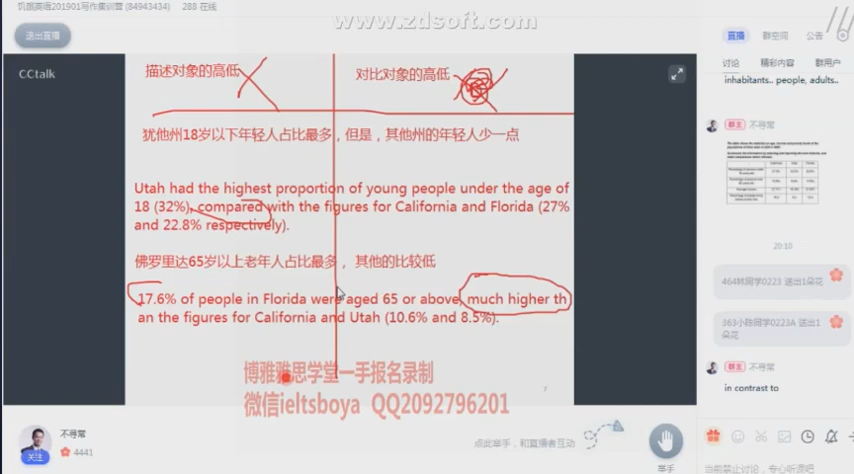 饥饿英语201901写作集训营 (84943434) 288 在线
www.zdsoft.com
送出直播
直播 群空间 公告
讨论 精彩内容 群用户
CCtalk
描述对象的高低 对比对象的高低
犹他州18岁以下年轻人占比最多，但是，其他州的年轻人少一点
Utah had the highest proportion of young people under the age of
18 (32%), compared with the figures for California and Florida (27%
and 22.8% respectively).
佛罗里达65岁以上老年人占比最多， 其他的比较低
17.6% of people in Florida were aged 65 or above, much higher th
an the figures for California and Utah (10.6% and 8.5%).
博雅雅思学堂一手报名录制
微信ieltsboya QQ2092796201
7
inhabitants.. people, adults..
群主 不寻常
20:10
464林同学0223 送出1朵花
363小陈同学0223A 送出1
朵花
群主 不寻常
in contrast to
不寻常
4441
关注
点此举手，和直播者互动
举手
当前禁止讨论，专心听课吧